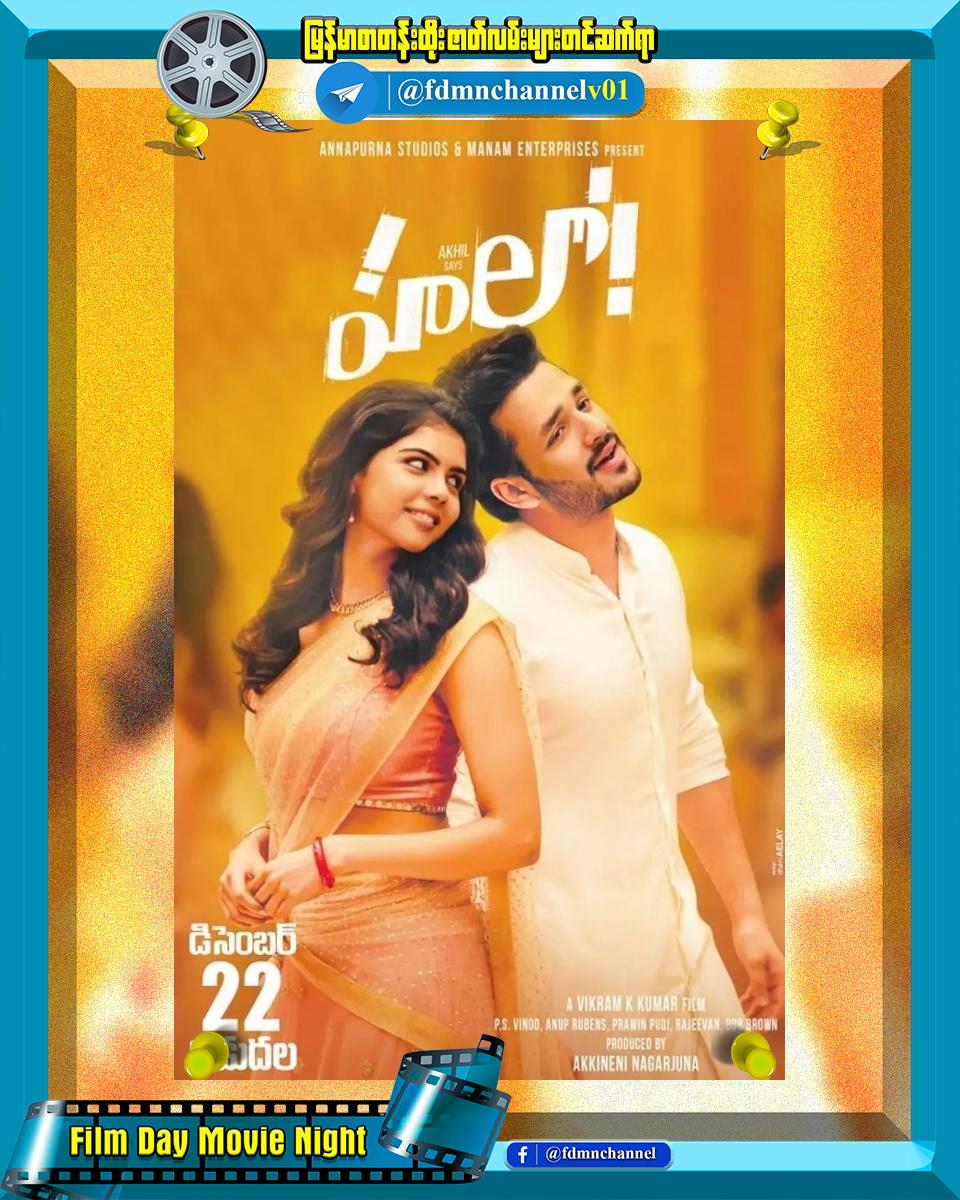 မြန်မာစာတန်းထိုးဇာတ်လမ်းများတင်ဆက်ရာ
@fdmnchannelv01
ANNAPURNA STUDIOS & MANAM ENTERPRISES PRESENT
AKHIL
SAYS
హలో!
డిసెంబర్
22
A VIKRAM K KUMAR FILM
P.S. VINOD, ANUP RUBENS, PRAWIN PUDI, RAJEEVAN, BOB BROWN
PRODUCED BY
AKKINENI NAGARJUNA
Film Day Movie Night
f | @fdmnchannel